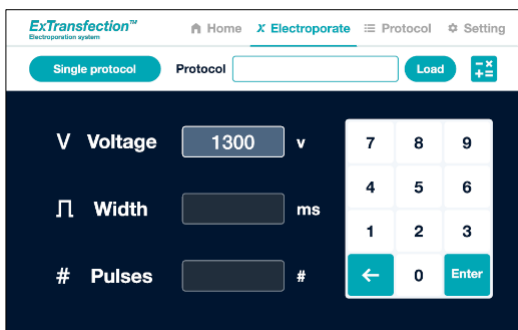 ExTransfection™ Home X Electroporate Protocol Setting
Electroporation system
Single protocol Protocol Load
V Voltage 1300 v
Width ms
# Pulses #
7 8 9
4 5 6
1 2 3
← 0 Enter